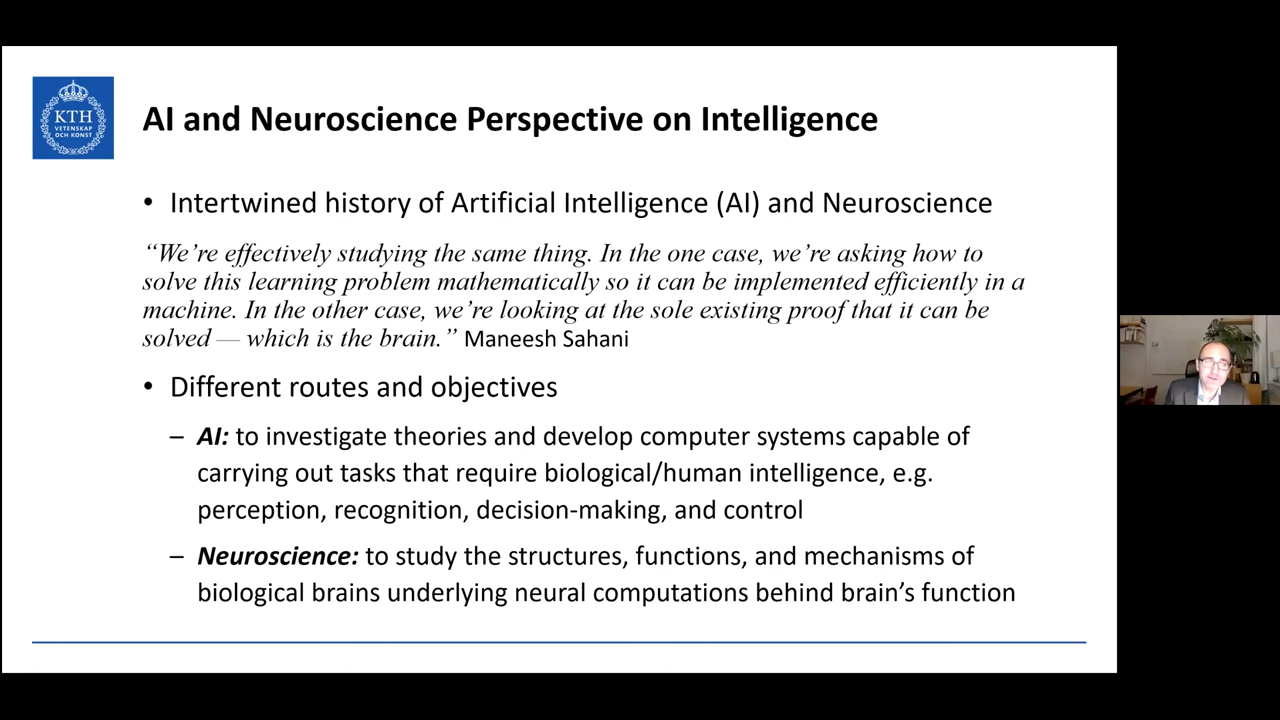 KTH
VETENSKAP
OCH KONST
AI and Neuroscience Perspective on Intelligence
• Intertwined history of Artificial Intelligence (AI) and Neuroscience
“We’re effectively studying the same thing. In the one case, we’re asking how to
solve this learning problem mathematically so it can be implemented efficiently in a
machine. In the other case, we’re looking at the sole existing proof that it can be
solved — which is the brain.” Maneesh Sahani
• Different routes and objectives
– AI: to investigate theories and develop computer systems capable of
carrying out tasks that require biological/human intelligence, e.g.
perception, recognition, decision-making, and control
– Neuroscience: to study the structures, functions, and mechanisms of
biological brains underlying neural computations behind brain’s function